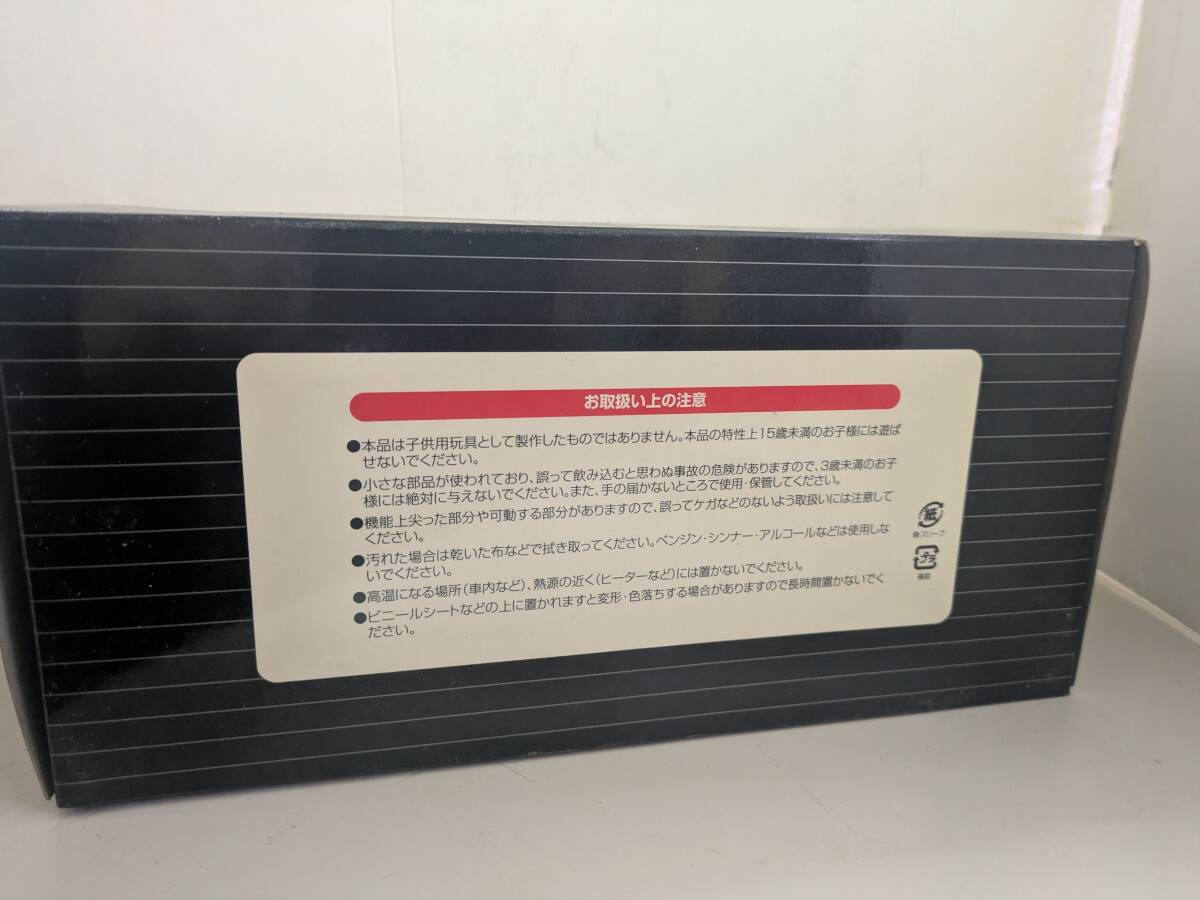 お取扱い上の注意
●本品は子供用玩具として製作したものではありません。本品の特性上15歳未満のお子様には遊ば
せないでください。
●小さな部品が使われており、誤って飲み込むと思わぬ事故の危険がありますので、3歳未満のお子
様には絶対に与えないでください。また、手の届かないところで使用・保管してください。
●機能上尖った部分や可動する部分がありますので、誤ってケガなどのないよう取扱いには注意して
ください。
●汚れた場合は乾いた布などで拭き取ってください。ベンジン・シンナー・アルコールなどは使用しな
いでください。
●高温になる場所（車内など）、熱源の近く（ヒーターなど）には置かないでください。
●ビニールシートなどの上に置かれますと変形・色落ちする場合がありますので長時間置かないでく
ださい。
紙
プラ